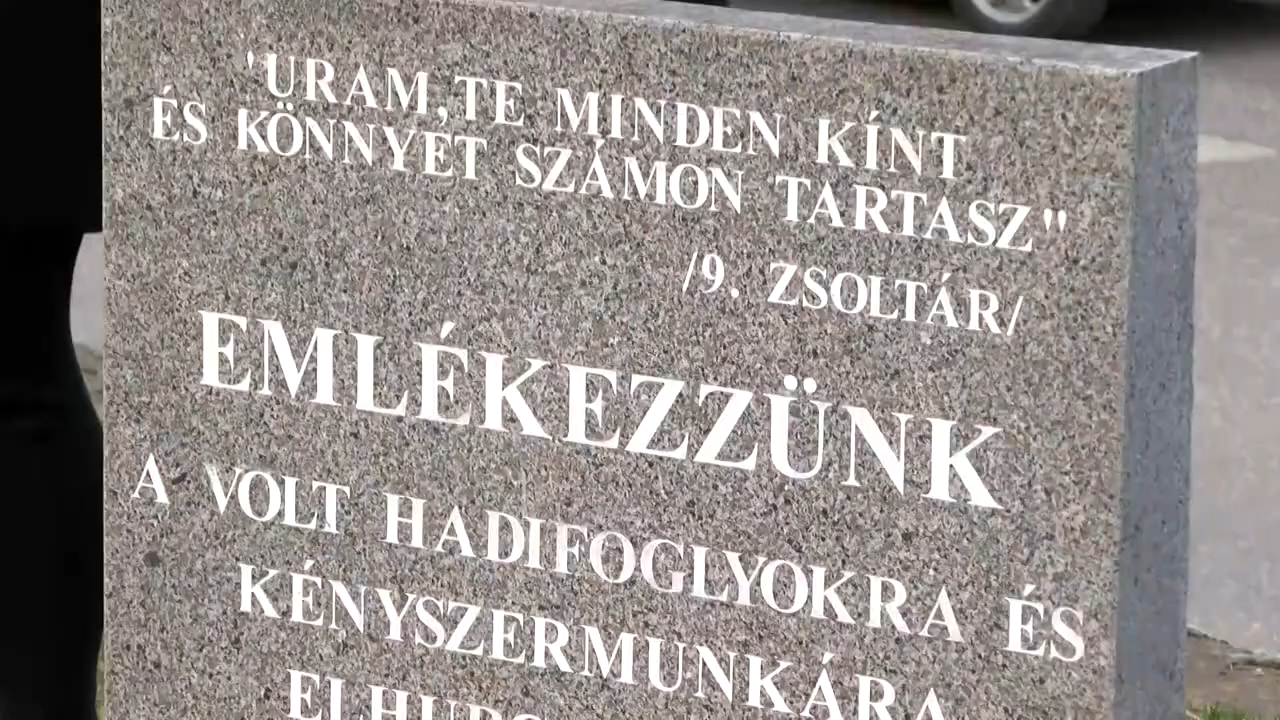 'URAM,TE MINDEN KÍNT
ÉS KÖNNYET SZÁMON TARTASZ"
/9. ZSOLTÁR/
EMLÉKEZZÜNK
A VOLT HADIFOGLYOKRA ÉS
KÉNYSZERMUNKÁRA